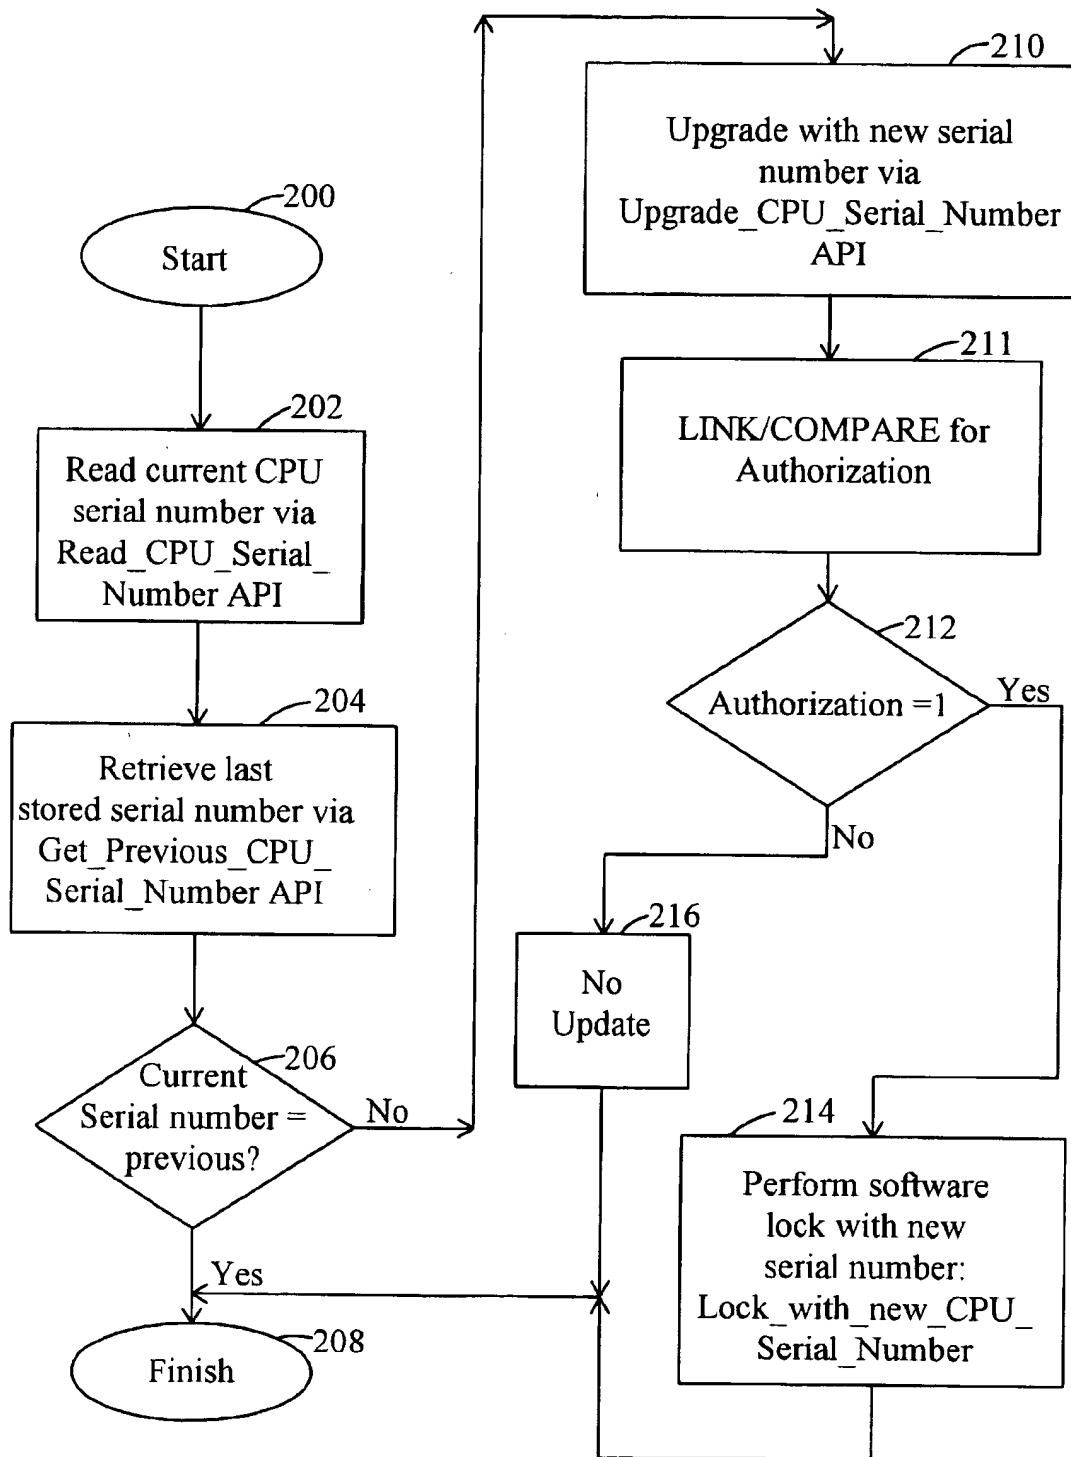 200
Start
202
Read current CPU
serial number via
Read_CPU_Serial_
Number API
204
Retrieve last
stored serial number via
Get_Previous_CPU_
Serial_Number API
206
Current
Serial number =
previous?
No
Yes
208
Finish
210
Upgrade with new serial
number via
Upgrade_CPU_Serial_Number
API
211
LINK/COMPARE for
Authorization
212
Authorization =1
Yes
No
216
No
Update
214
Perform software
lock with new
serial number:
Lock_with_new_CPU_
Serial_Number